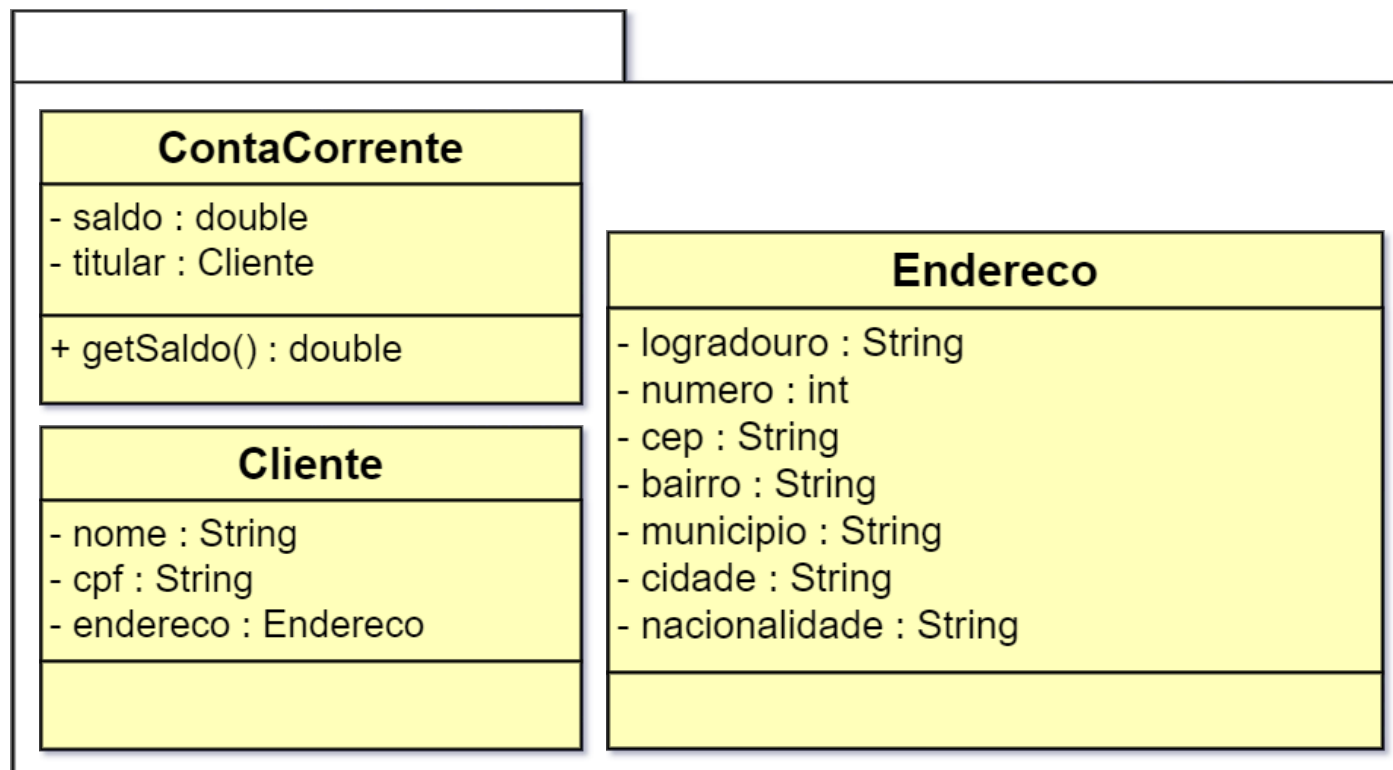 ContaCorrente
- saldo : double
- titular : Cliente
+ getSaldo() : double
Cliente
- nome : String
- cpf : String
- endereco : Endereco
Endereco
- logradouro : String
- numero : int
- cep : String
- bairro : String
- municipio : String
- cidade : String
- nacionalidade : String